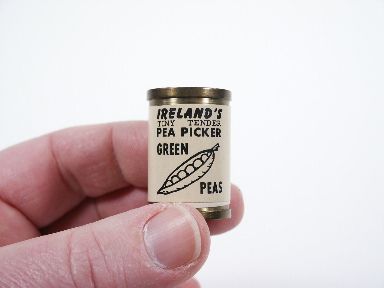 IRELAND'S
TINY TENDER
PEA PICKER
GREEN
PEAS